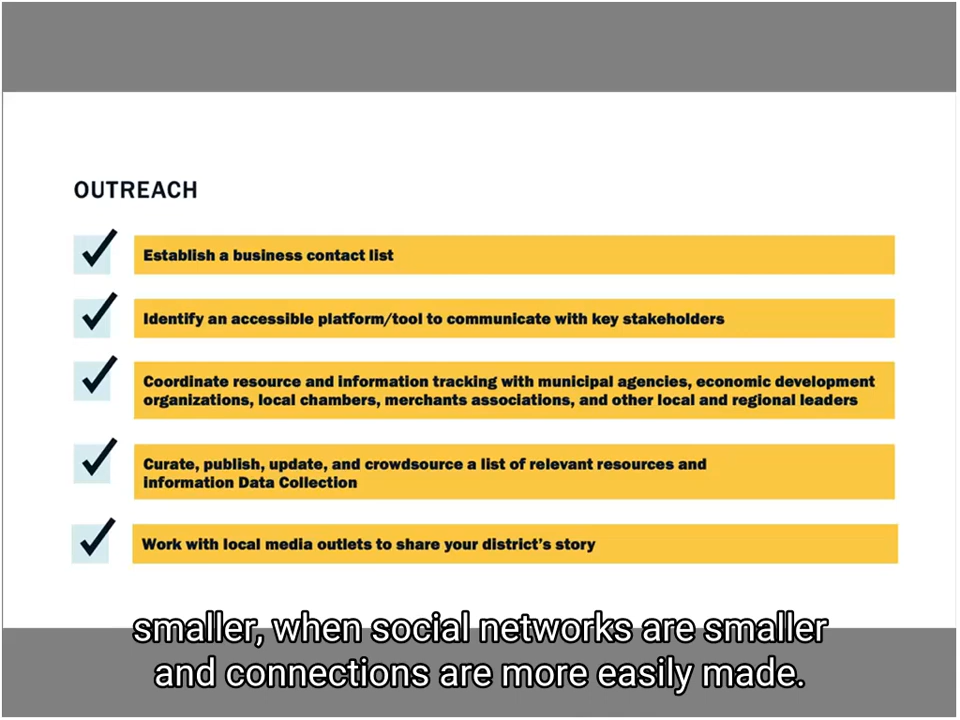 OUTREACH
Establish a business contact list
Identify an accessible platform/tool to communicate with key stakeholders
Coordinate resource and information tracking with municipal agencies, economic development
organizations, local chambers, merchants associations, and other local and regional leaders
Curate, publish, update, and crowdsource a list of relevant resources and
information Data Collection
Work with local media outlets to share your district's story
smaller, when social networks are smaller
and connections are more easily made.